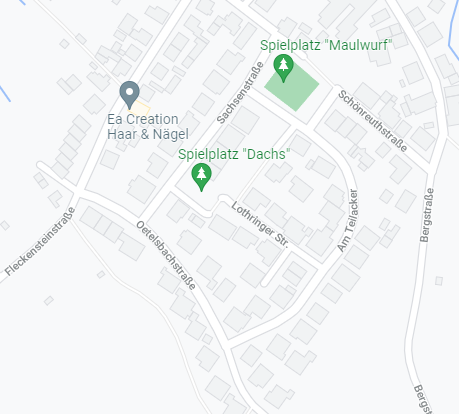 Spielplatz "Maulwurf"
Sachsenstraße
Schönreuthstraße
Ea Creation
Haar & Nägel
Spielplatz "Dachs"
Lothringer Str.
Am Teilacker
Bergstraße
Fleckensteinstraße
Oetelsbachstraße
Bergst